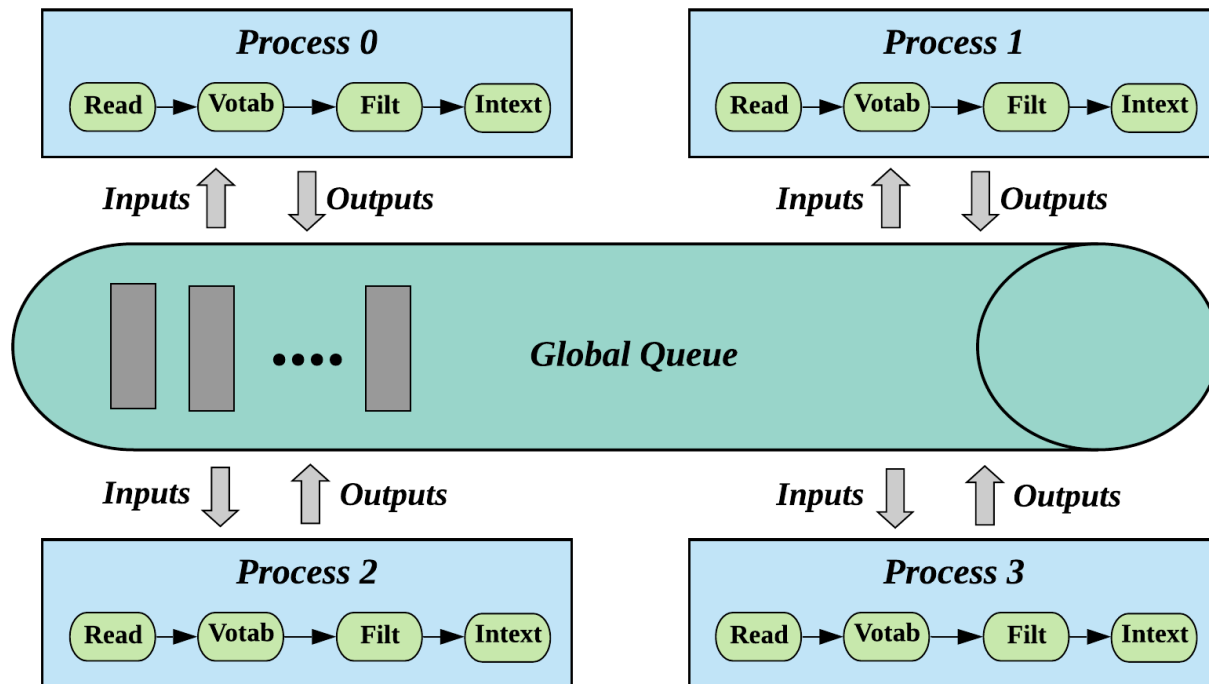 Process 0
Process 1
Read Votab Filt Intext
Read Votab Filt Intext
Inputs Outputs
Inputs Outputs
Global Queue
Inputs Outputs
Inputs Outputs
Process 2
Process 3
Read Votab Filt Intext
Read Votab Filt Intext